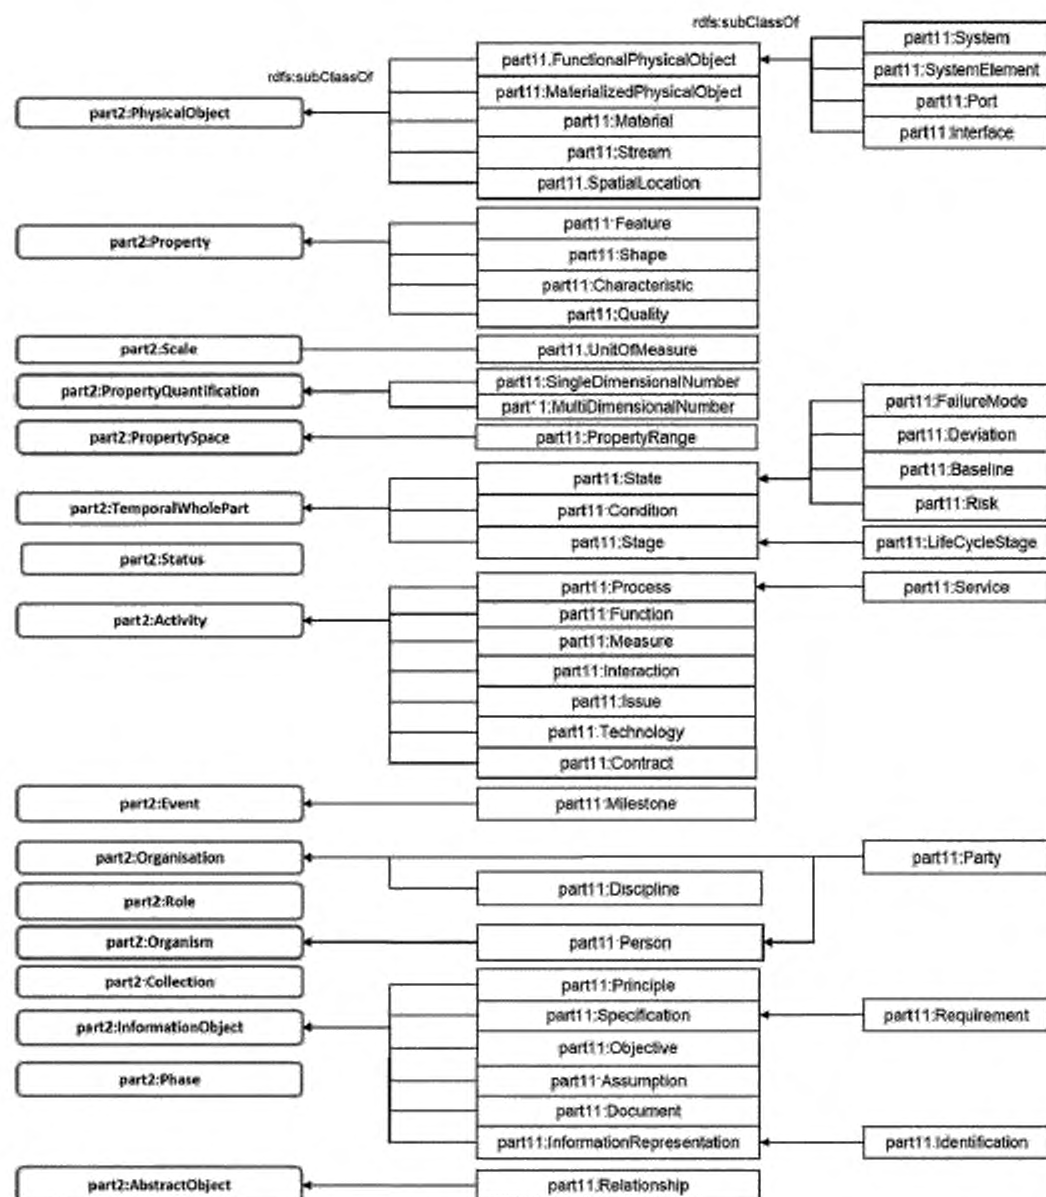 rdfs:subClassOf
part11:System
part11:SystemElement
part11:Port
part11:Interface
rdfs:subClassOf
part11.FunctionalPhysicalObject
part11:MaterializedPhysicalObject
part11:Material
part11:Stream
part11.SpatialLocation
part2:PhysicalObject
part11:Feature
part11:Shape
part11:Characteristic
part11:Quality
part2:Property
part2:Scale
part11.UnitOfMeasure
part2:PropertyQuantification
part11:SingleDimensionalNumber
part11:MultiDimensionalNumber
part2:PropertySpace
part11:PropertyRange
part11:FailureMode
part11:Deviation
part11:Baseline
part11:Risk
part2:TemporalWholePart
part11:State
part11:Condition
part11:Stage
part11:LifeCycleStage
part2:Status
part2:Activity
part11:Process
part11:Service
part11:Function
part11:Measure
part11:Interaction
part11:Issue
part11:Technology
part11:Contract
part2:Event
part11:Milestone
part2:Organisation
part11:Party
part11:Discipline
part2:Role
part2:Organism
part11:Person
part2:Collection
part2:InformationObject
part11:Principle
part11:Specification
part11:Requirement
part11:Objective
part11:Assumption
part11:Document
part11:InformationRepresentation
part11.Identification
part2:Phase
part2:AbstractObject
part11.Relationship